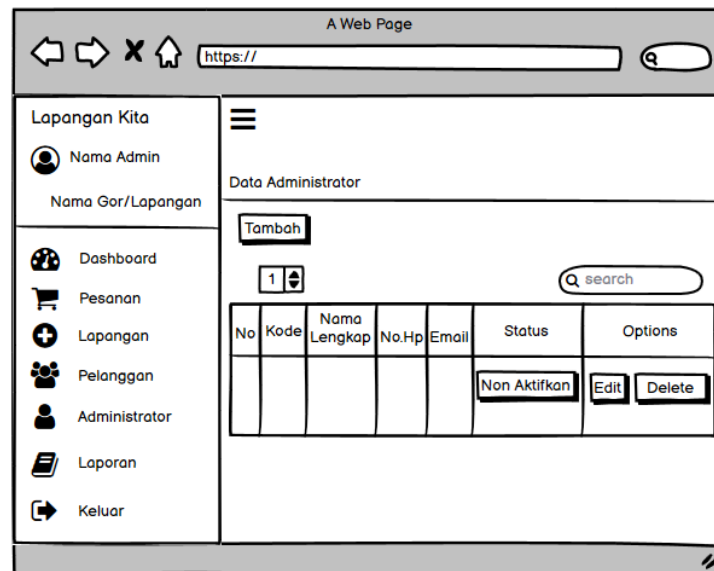 A Web Page
https://
Lapangan Kita
Nama Admin
Nama Gor/Lapangan
Dashboard
Pesanan
Lapangan
Pelanggan
Administrator
Laporan
Keluar
Data Administrator
Tambah
1
search
No Kode Nama Lengkap No.Hp Email Status Options
Non Aktifkan Edit Delete